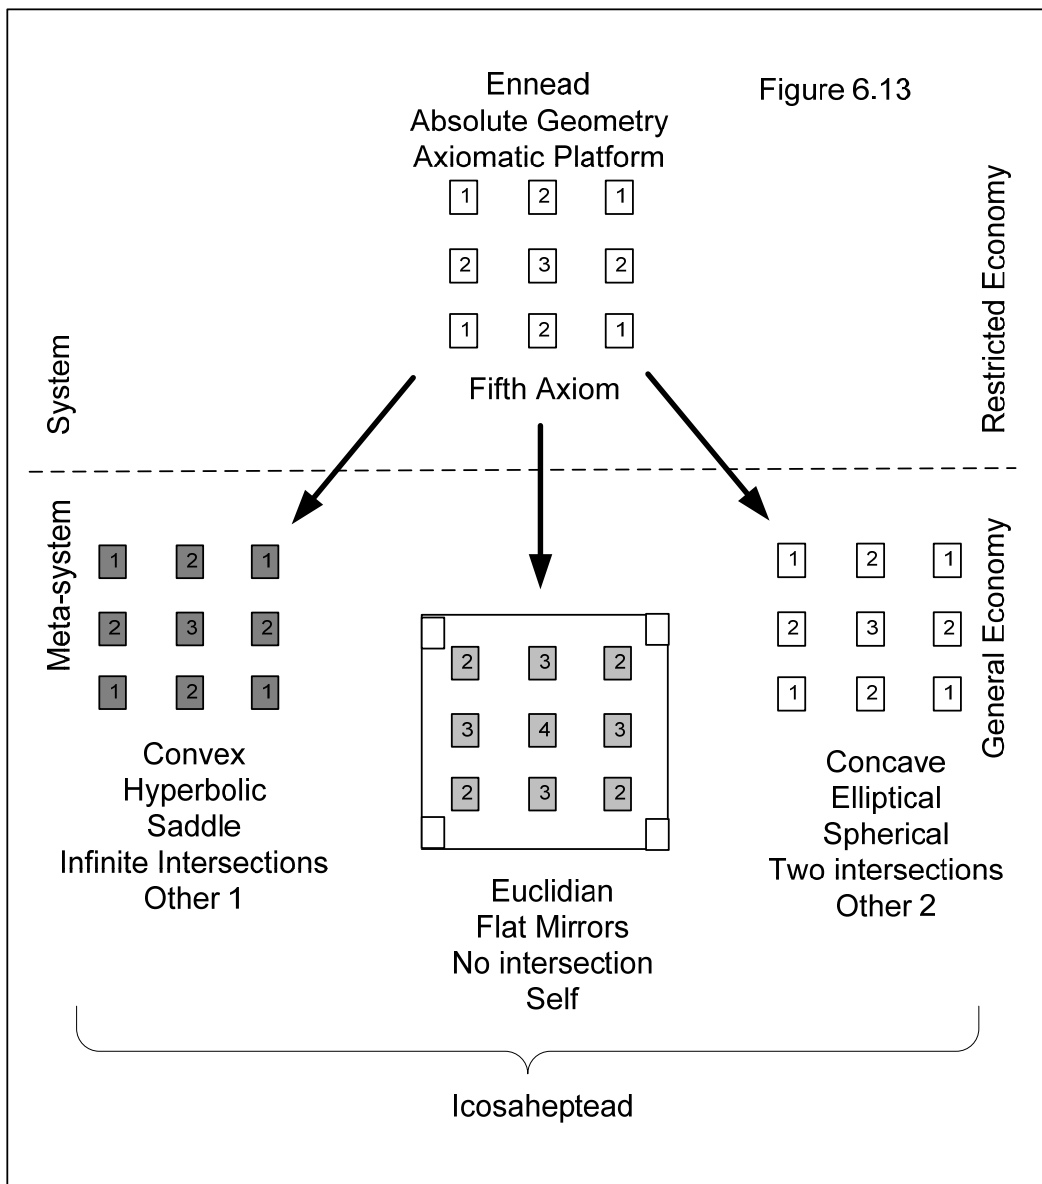 Figure 6.13
Ennead
Absolute Geometry
Axiomatic Platform
1 2 1
2 3 2
1 2 1
Fifth Axiom
System
Restricted Economy
Meta-system
General Economy
1 2 1
2 3 2
1 2 1
Convex
Hyperbolic
Saddle
Infinite Intersections
Other 1
2 3 2
3 4 3
2 3 2
Euclidian
Flat Mirrors
No intersection
Self
1 2 1
2 3 2
1 2 1
Concave
Elliptical
Spherical
Two intersections
Other 2
Icosaheptead